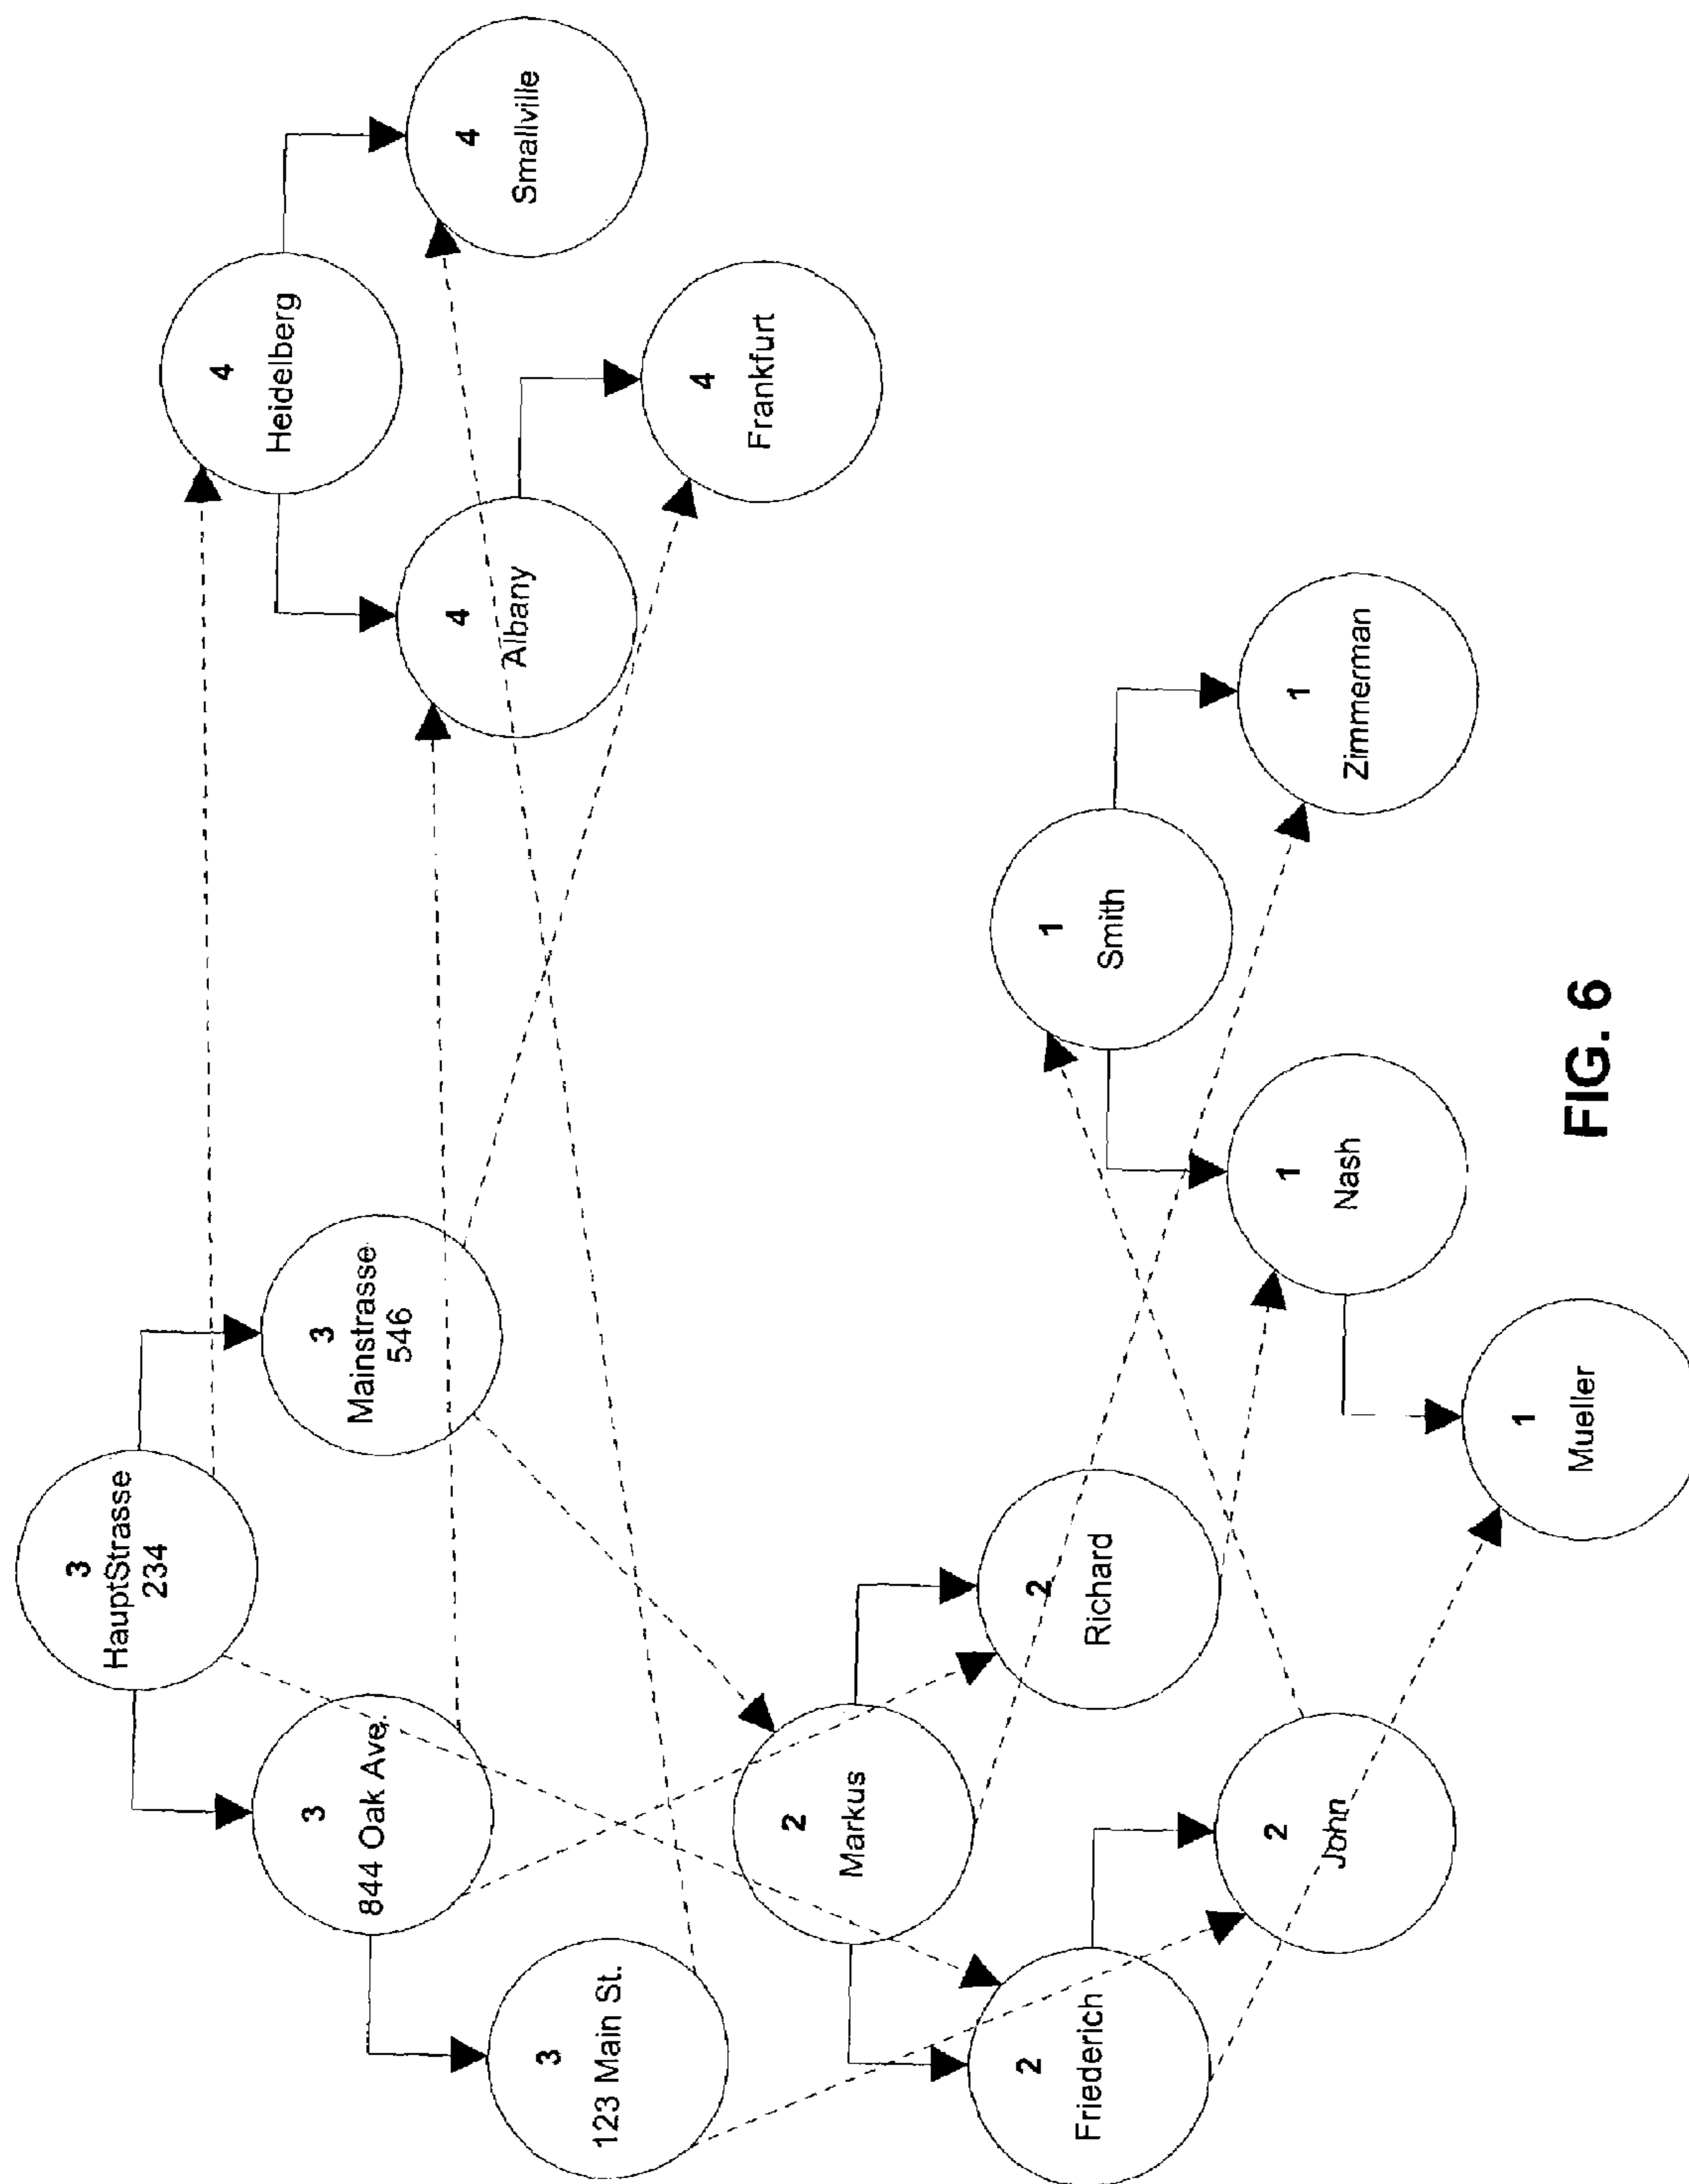 3
HauptStrasse
234
3
844 Oak Ave.
3
Mainstrasse
546
3
123 Main St.
4
Heidelberg
4
Albany
4
Smallville
4
Frankfurt
2
Markus
2
Friederich
2
Richard
2
John
1
Smith
1
Nash
1
Zimmerman
1
Mueller
FIG. 6